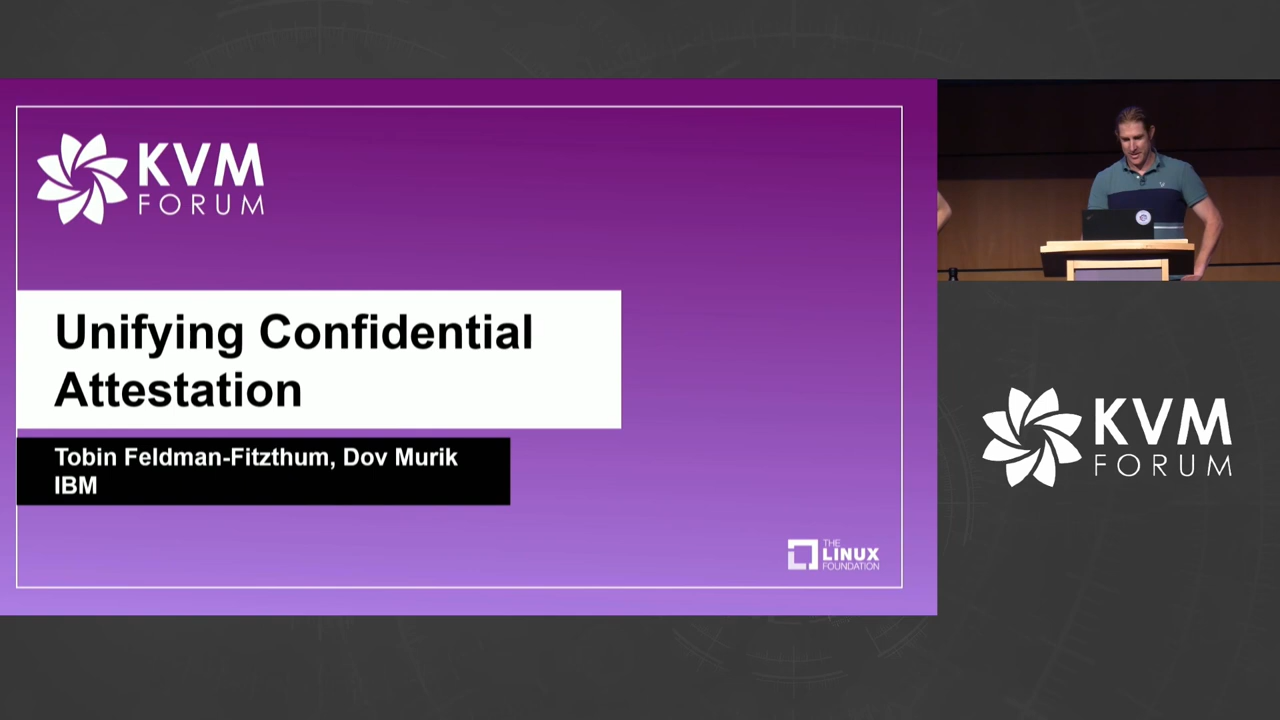 KVM
FORUM
Unifying Confidential
Attestation
Tobin Feldman-Fitzthum, Dov Murik
IBM
THE
LINUX
FOUNDATION
KVM
FORUM